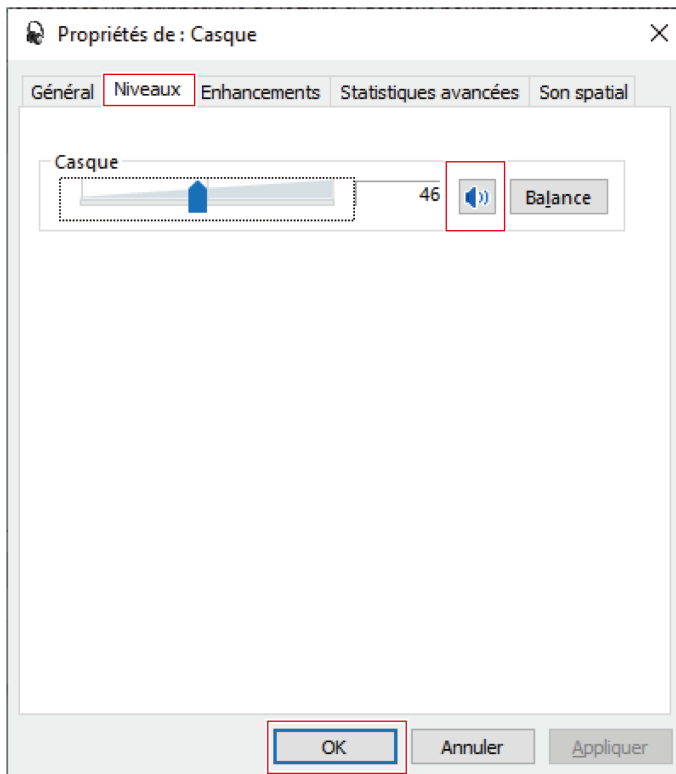 Propriétés de : Casque
Général Niveaux Enhancements Statistiques avancées Son spatial
Casque
46 Balance
OK Annuler Appliquer